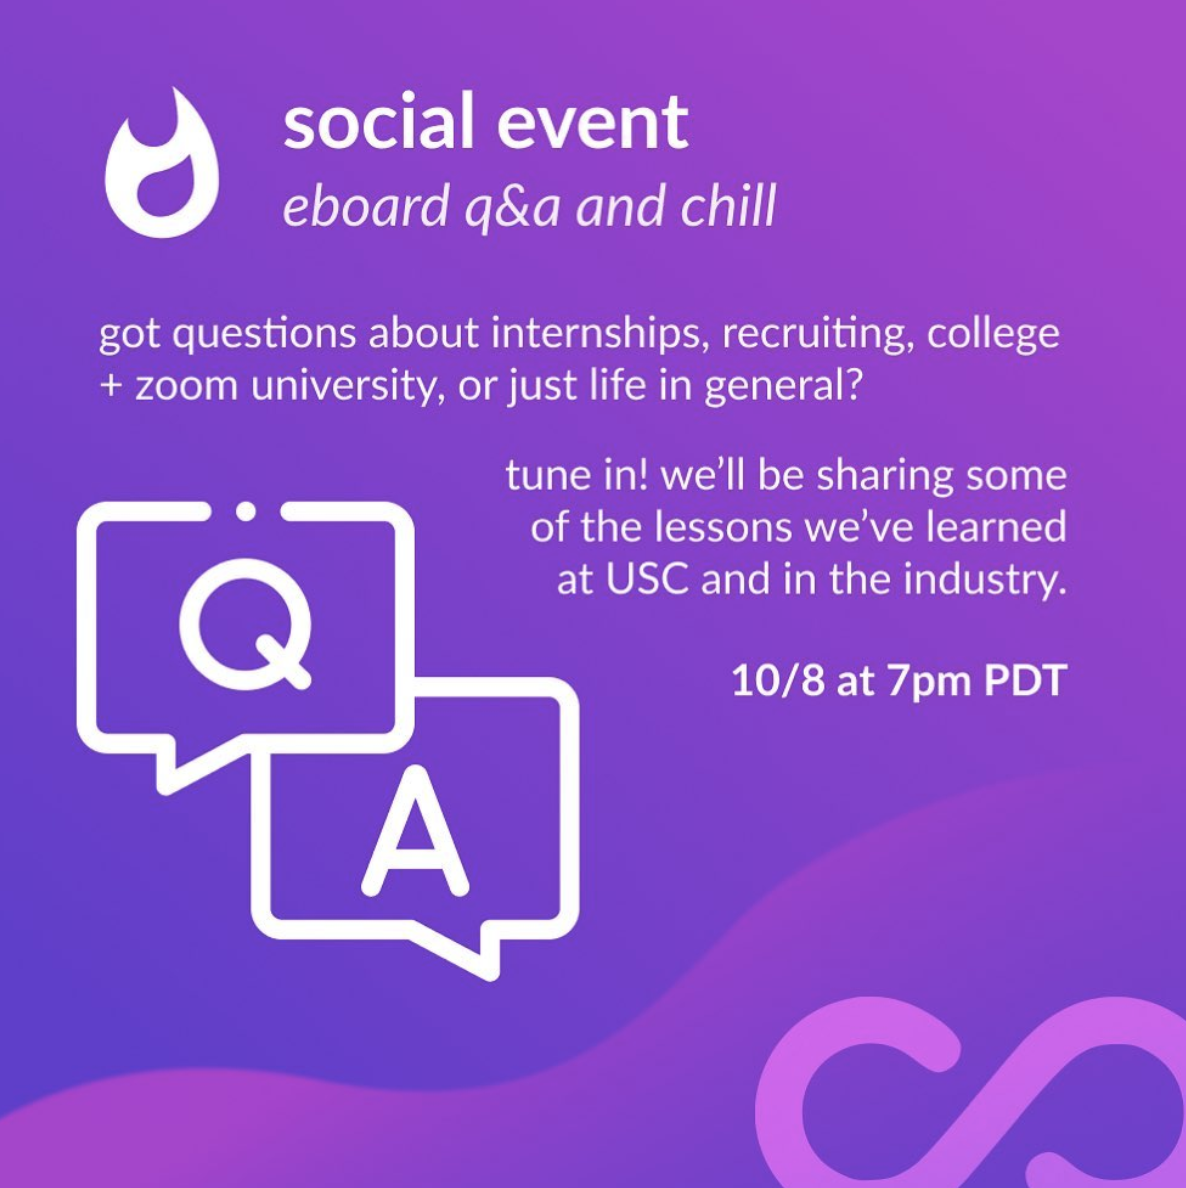 social event
eboard q&a and chill
got questions about internships, recruiting, college
+ zoom university, or just life in general?
tune in! we’ll be sharing some
of the lessons we’ve learned
at USC and in the industry.
10/8 at 7pm PDT
Q
A